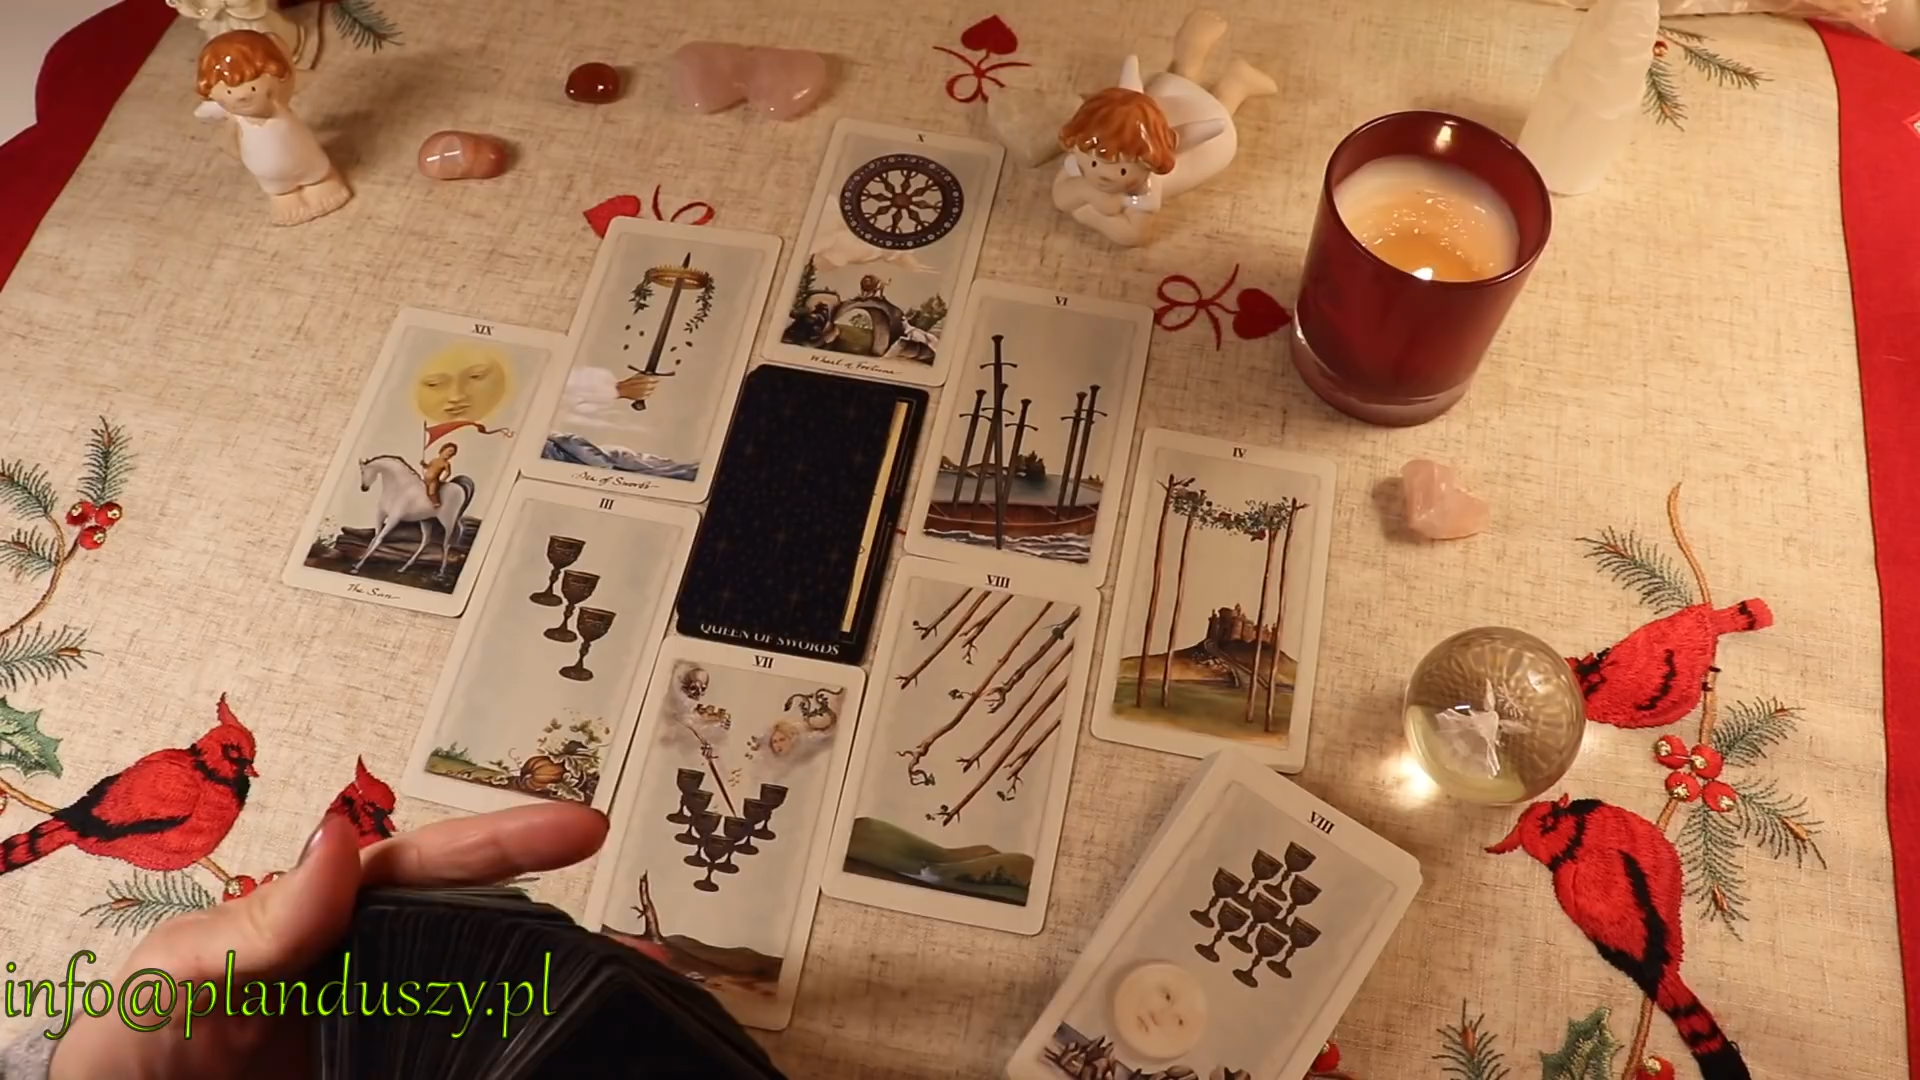 X
Wheel of Fortune
XIX
The Sun
Ace of Swords
VI
IV
III
VIII
QUEEN OF SWORDS
VII
VIII
info@planduszy.pl